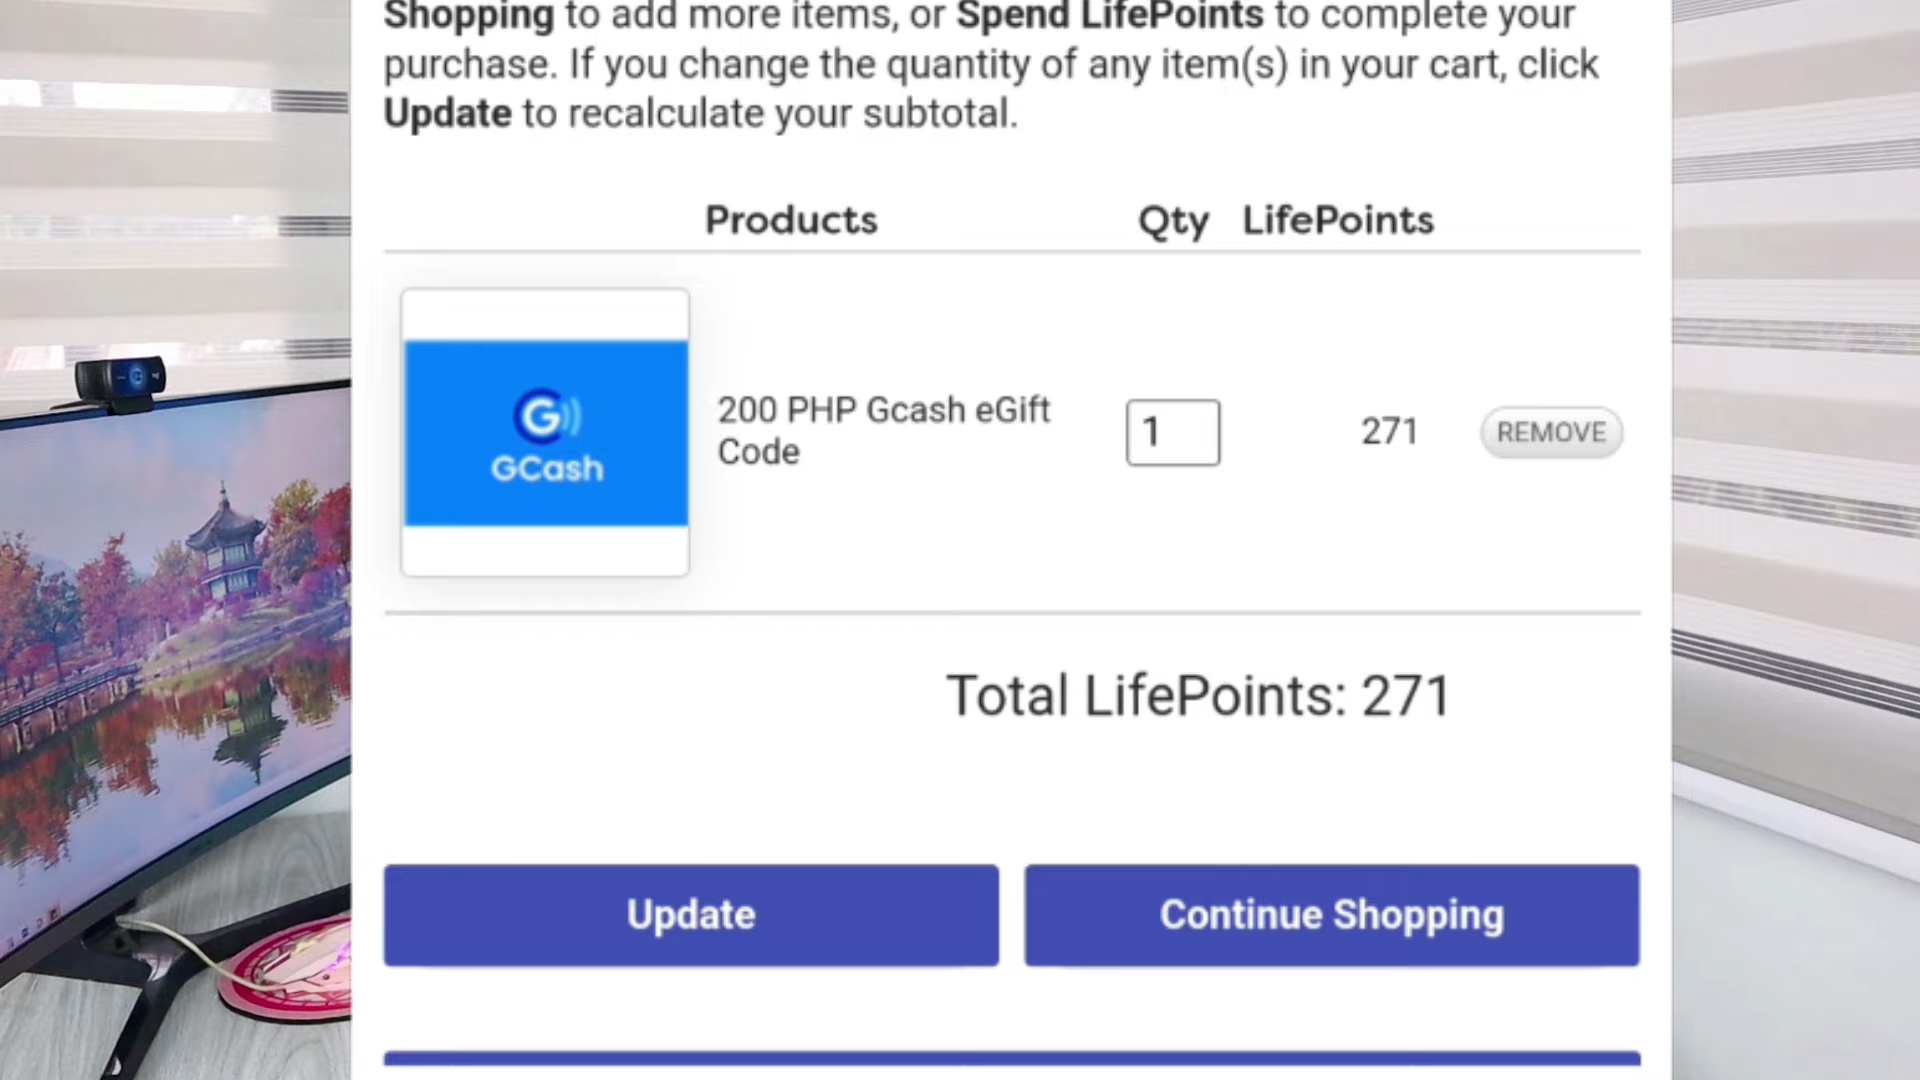 Shopping to add more items, or Spend LifePoints to complete your
purchase. If you change the quantity of any item(s) in your cart, click
Update to recalculate your subtotal.
Products Qty LifePoints
G
GCash
200 PHP Gcash eGift
Code
1
271
REMOVE
Total LifePoints: 271
Update
Continue Shopping